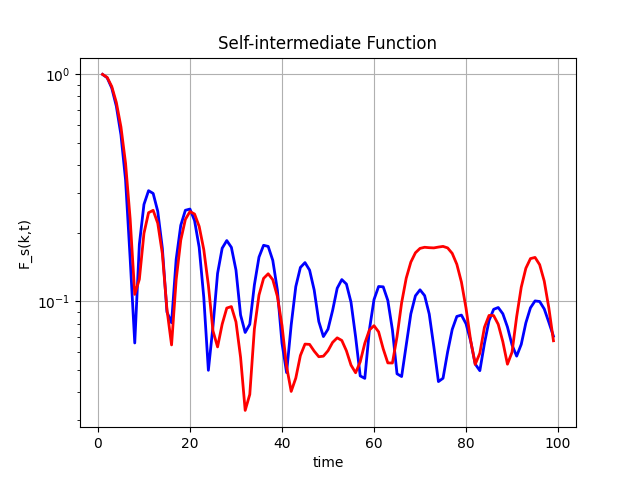 Self-intermediate Function
10^0
10^-1
F_s(k,t)
0 20 40 60 80 100
time